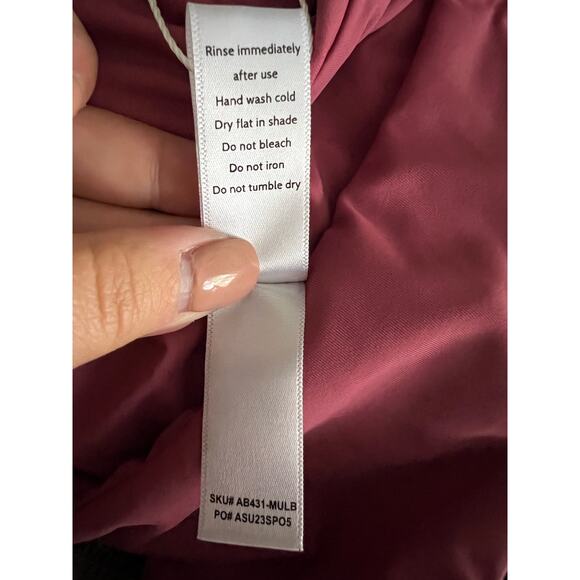 Rinse immediately
after use
Hand wash cold
Dry flat in shade
Do not bleach
Do not iron
Do not tumble dry
SKU# AB431-MULB
PO# ASU23SPO5